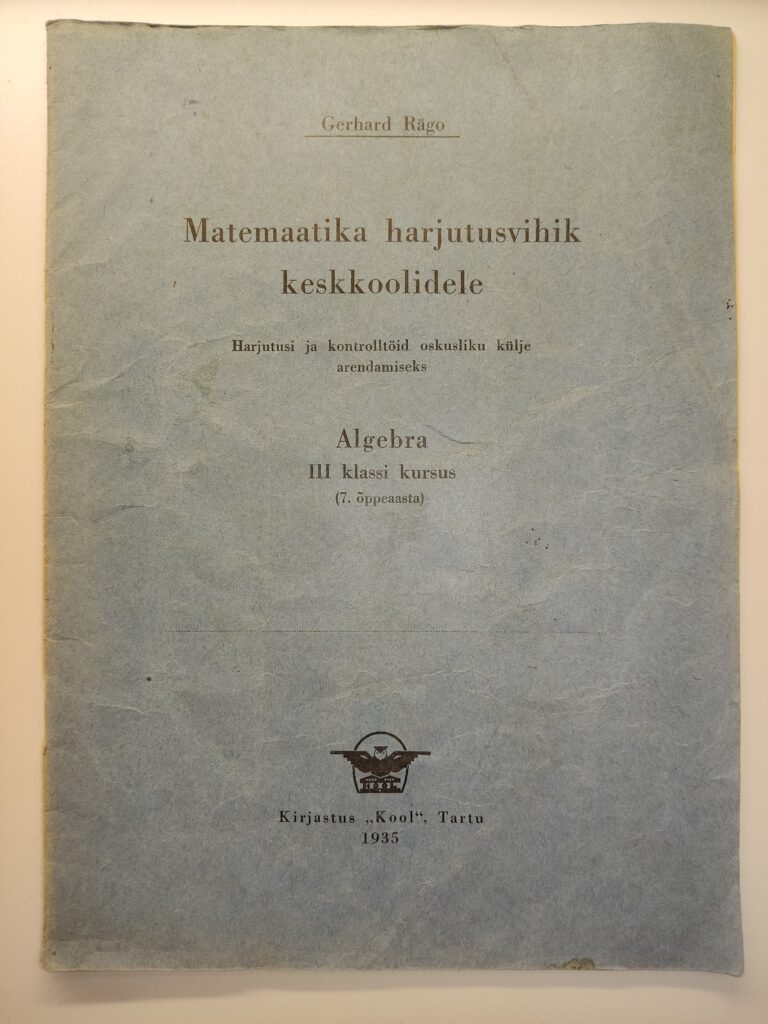 Gerhard Rägo
Matemaatika harjutusvihik
keskkoolidele
Harjutusi ja kontrolltöid oskusliku külje
arendamiseks
Algebra
III klassi kursus
(7. õppeaasta)
KOOL
Kirjastus „Kool“, Tartu
1935